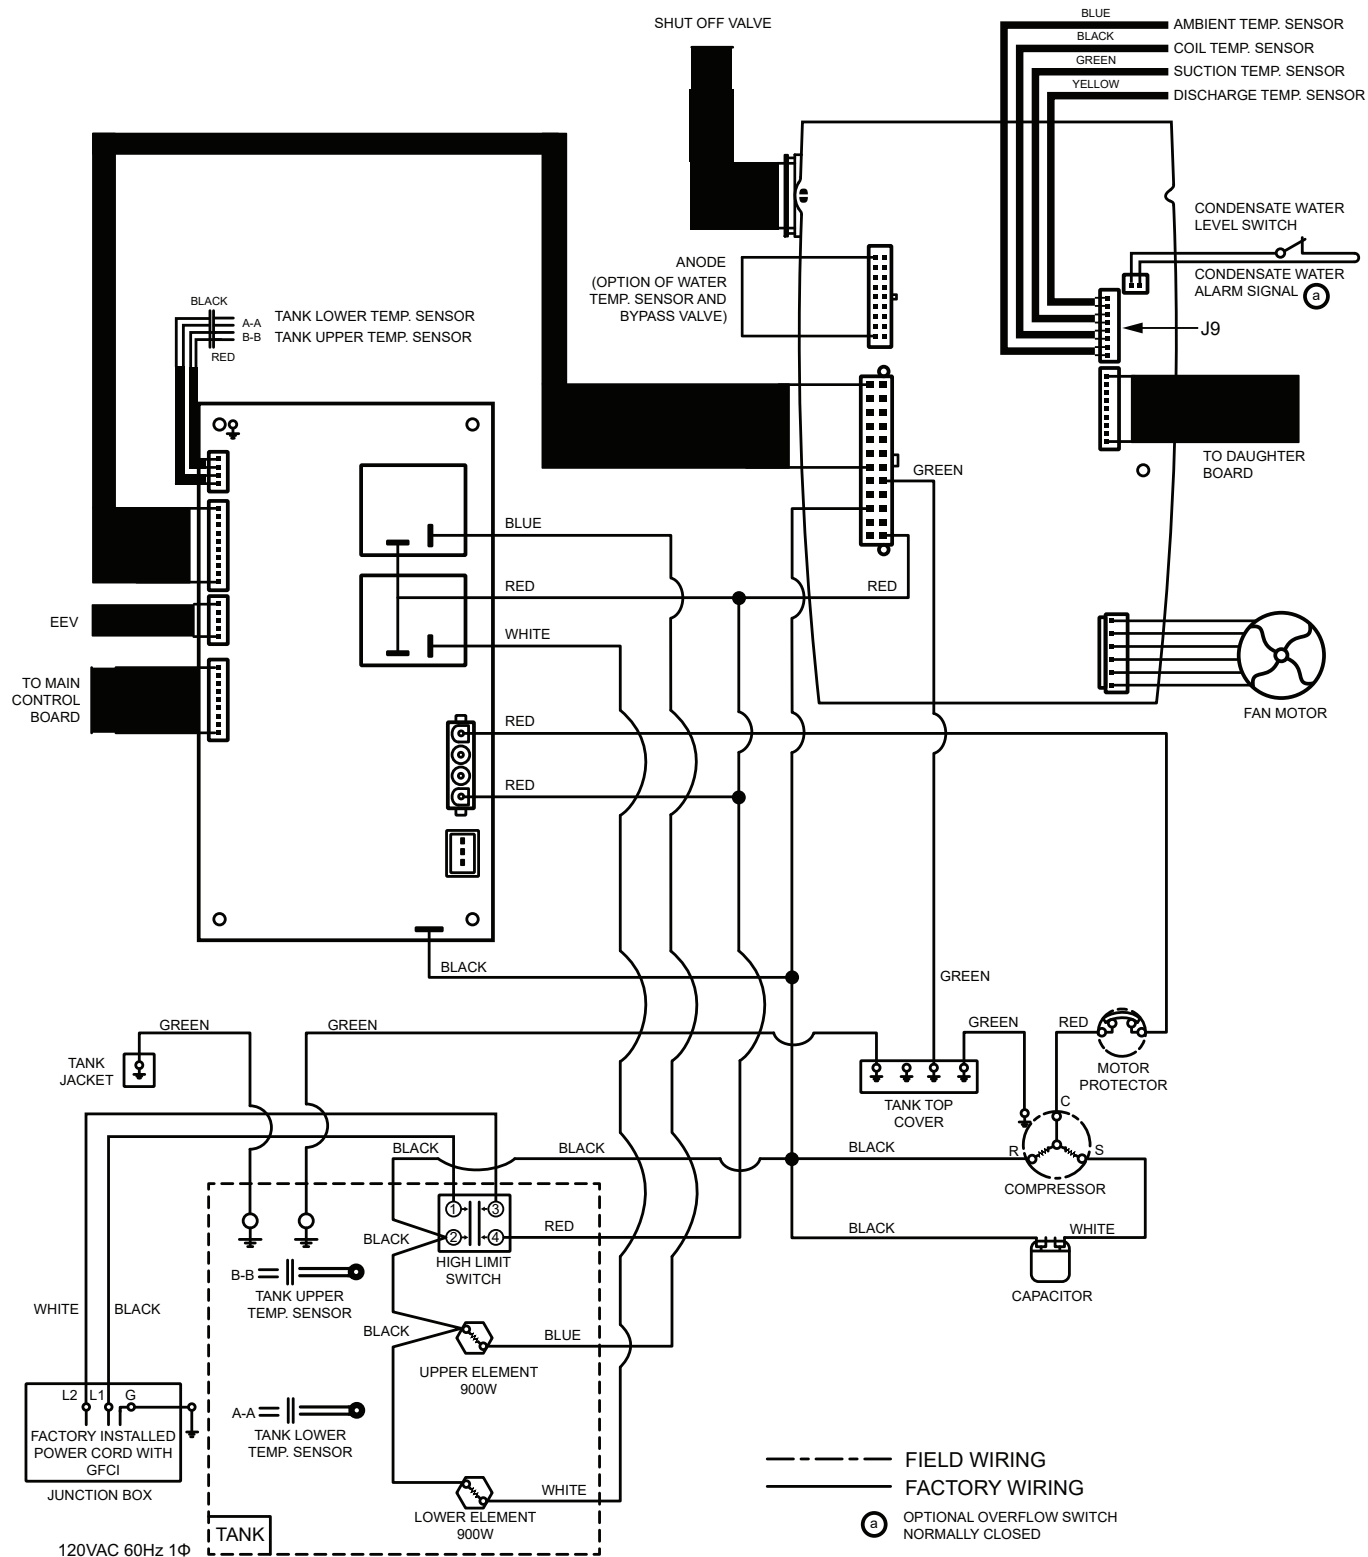 SHUT OFF VALVE
BLUE
AMBIENT TEMP. SENSOR
BLACK
COIL TEMP. SENSOR
GREEN
SUCTION TEMP. SENSOR
YELLOW
DISCHARGE TEMP. SENSOR
CONDENSATE WATER
LEVEL SWITCH
CONDENSATE WATER
ALARM SIGNAL a
J9
ANODE
(OPTION OF WATER
TEMP. SENSOR AND
BYPASS VALVE)
BLACK
A-A
TANK LOWER TEMP. SENSOR
B-B
TANK UPPER TEMP. SENSOR
RED
TO DAUGHTER
BOARD
GREEN
BLUE
RED
RED
WHITE
EEV
TO MAIN
CONTROL
BOARD
FAN MOTOR
RED
RED
BLACK
GREEN
GREEN
GREEN
GREEN
RED
TANK
JACKET
MOTOR
PROTECTOR
TANK TOP
COVER
C
R
S
COMPRESSOR
BLACK
BLACK
BLACK
1
3
2
4
BLACK
RED
BLACK
WHITE
HIGH LIMIT
SWITCH
CAPACITOR
B-B
TANK UPPER
TEMP. SENSOR
WHITE
BLACK
BLACK
BLUE
UPPER ELEMENT
900W
L2
L1
G
FACTORY INSTALLED
POWER CORD WITH
GFCI
JUNCTION BOX
A-A
TANK LOWER
TEMP. SENSOR
WHITE
LOWER ELEMENT
900W
TANK
120VAC 60Hz 1Φ
FIELD WIRING
FACTORY WIRING
a OPTIONAL OVERFLOW SWITCH
NORMALLY CLOSED